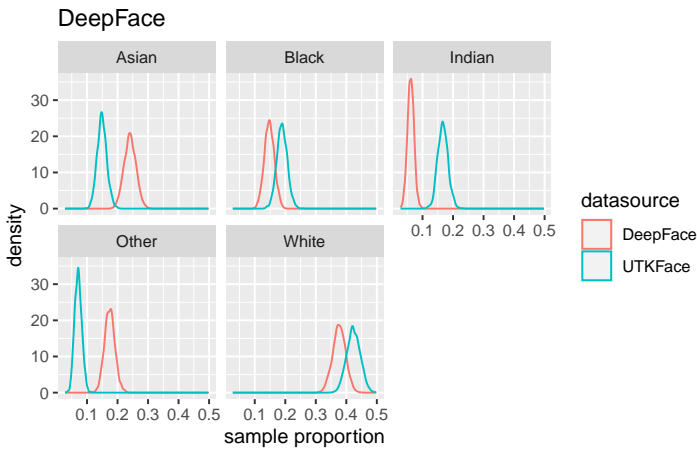 DeepFace
Asian
Black
Indian
30
20
10
0
0.1 0.2 0.3 0.4 0.5
Other
White
30
20
10
0
0.1 0.2 0.3 0.4 0.5
0.1 0.2 0.3 0.4 0.5
density
sample proportion
datasource
DeepFace
UTKFace